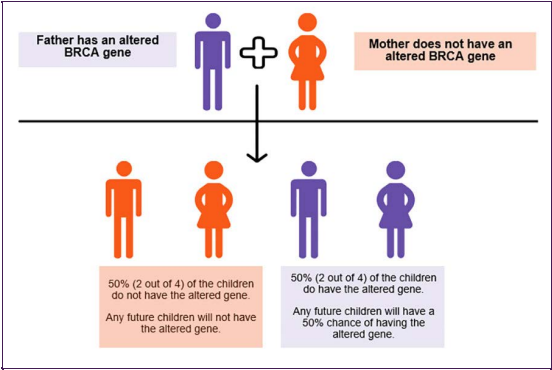 Father has an altered
BRCA gene
Mother does not have an
altered BRCA gene
50% (2 out of 4) of the children
do not have the altered gene.
Any future children will not have
the altered gene.
50% (2 out of 4) of the children
do have the altered gene.
Any future children will have a
50% chance of having the
altered gene.